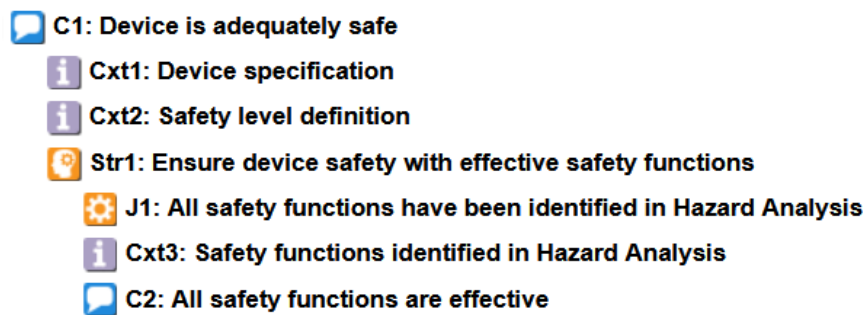 C1: Device is adequately safe
Cxt1: Device specification
Cxt2: Safety level definition
Str1: Ensure device safety with effective safety functions
J1: All safety functions have been identified in Hazard Analysis
Cxt3: Safety functions identified in Hazard Analysis
C2: All safety functions are effective